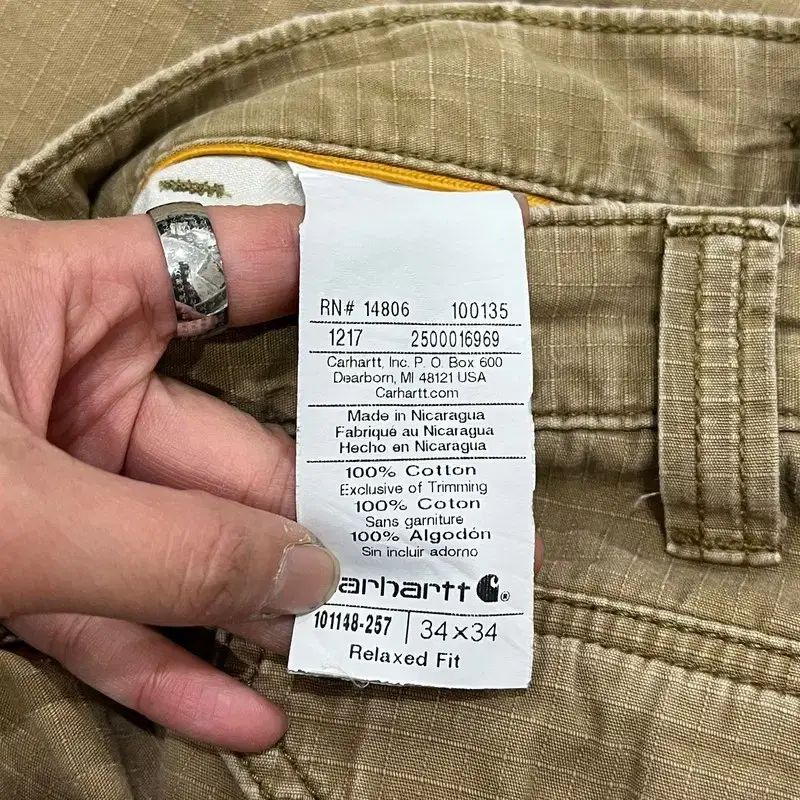 RN# 14806 100135
1217 2500016969
Carhartt, Inc. P. O. Box 600
Dearborn, MI 48121 USA
Carhartt.com
Made in Nicaragua
Fabriqué au Nicaragua
Hecho en Nicaragua
100% Cotton
Exclusive of Trimming
100% Coton
Sans garniture
100% Algodón
Sin incluir adorno
arhartt ®
101148-257 34×34
Relaxed Fit